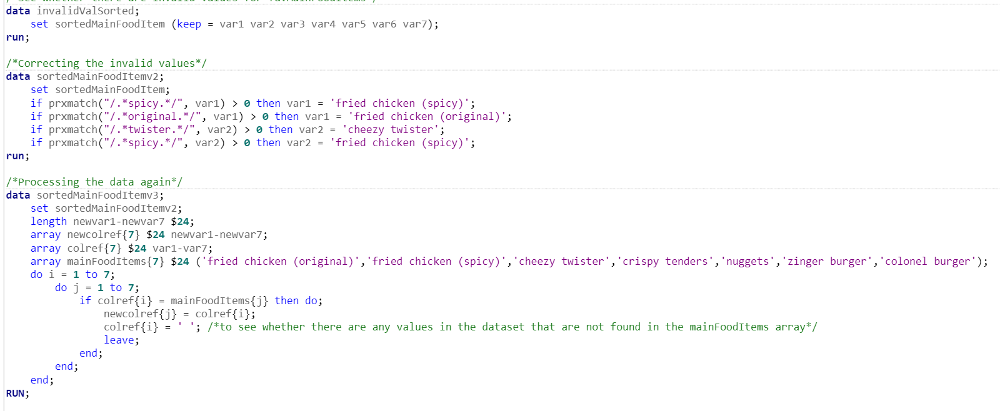 data invalidValSorted;
    set sortedMainFoodItem (keep = var1 var2 var3 var4 var5 var6 var7);
run;
/*Correcting the invalid values*/
data sortedMainFoodItemv2;
    set sortedMainFoodItem;
    if prxmatch("/.*spicy.*/", var1) > 0 then var1 = 'fried chicken (spicy)';
    if prxmatch("/.*original.*/", var1) > 0 then var1 = 'fried chicken (original)';
    if prxmatch("/.*twister.*/", var2) > 0 then var2 = 'cheezy twister';
    if prxmatch("/.*spicy.*/", var2) > 0 then var2 = 'fried chicken (spicy)';
run;
/*Processing the data again*/
data sortedMainFoodItemv3;
    set sortedMainFoodItemv2;
    length newvar1-newvar7 $24;
    array newcolref{7} $24 newvar1-newvar7;
    array colref{7} $24 var1-var7;
    array mainFoodItems{7} $24 ('fried chicken (original)','fried chicken (spicy)','cheezy twister','crispy tenders','nuggets','zinger burger','colonel burger');
    do i = 1 to 7;
        do j = 1 to 7;
            if colref{i} = mainFoodItems{j} then do;
                newcolref{j} = colref{i};
                colref{i} = ' '; /*to see whether there are any values in the dataset that are not found in the mainFoodItems array*/
                leave;
            end;
        end;
    end;
RUN;